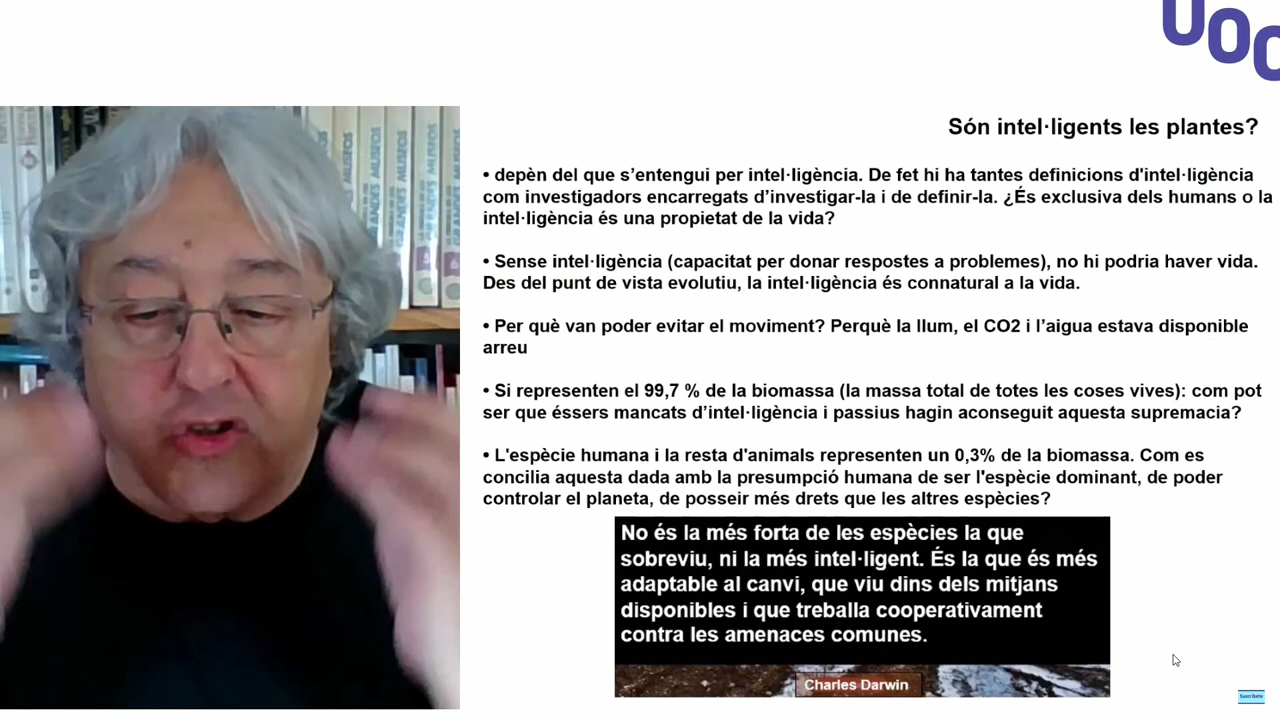 UOC
Són intel·ligents les plantes?
• depèn del que s’entengui per intel·ligència. De fet hi ha tantes definicions d'intel·ligència
com investigadors encarregats d’investigar-la i de definir-la. ¿És exclusiva dels humans o la
intel·ligència és una propietat de la vida?
• Sense intel·ligència (capacitat per donar respostes a problemes), no hi podria haver vida.
Des del punt de vista evolutiu, la intel·ligència és connatural a la vida.
• Per què van poder evitar el moviment? Perquè la llum, el CO2 i l’aigua estava disponible
arreu
• Si representen el 99,7 % de la biomassa (la massa total de totes les coses vives): com pot
ser que éssers mancats d’intel·ligència i passius hagin aconseguit aquesta supremacia?
• L'espècie humana i la resta d'animals representen un 0,3% de la biomassa. Com es
concilia aquesta dada amb la presumpció humana de ser l'espècie dominant, de poder
controlar el planeta, de posseir més drets que les altres espècies?
No és la més forta de les espècies la que
sobreviu, ni la més intel·ligent. És la que és més
adaptable al canvi, que viu dins dels mitjans
disponibles i que treballa cooperativament
contra les amenaces comunes.
Charles Darwin
Suscríbete
GRANDES MUSEOS
GRANDES MUSEOS
MUSEOS
MUSEOS